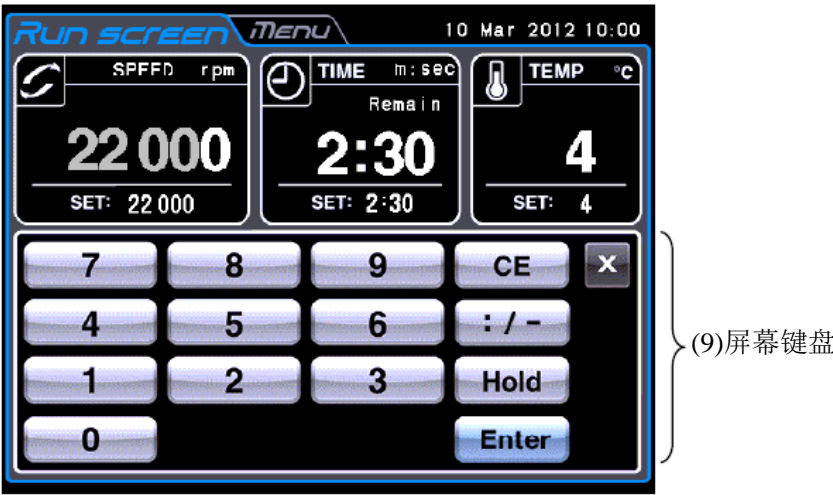 Run screen Menu 10 Mar 2012 10:00
SPEED rpm TIME m:sec TEMP °C
Remain
22 000 2:30 4
SET: 22 000 SET: 2:30 SET: 4
7 8 9 CE X
4 5 6 : / -
1 2 3 Hold
0 Enter
(9)屏幕键盘